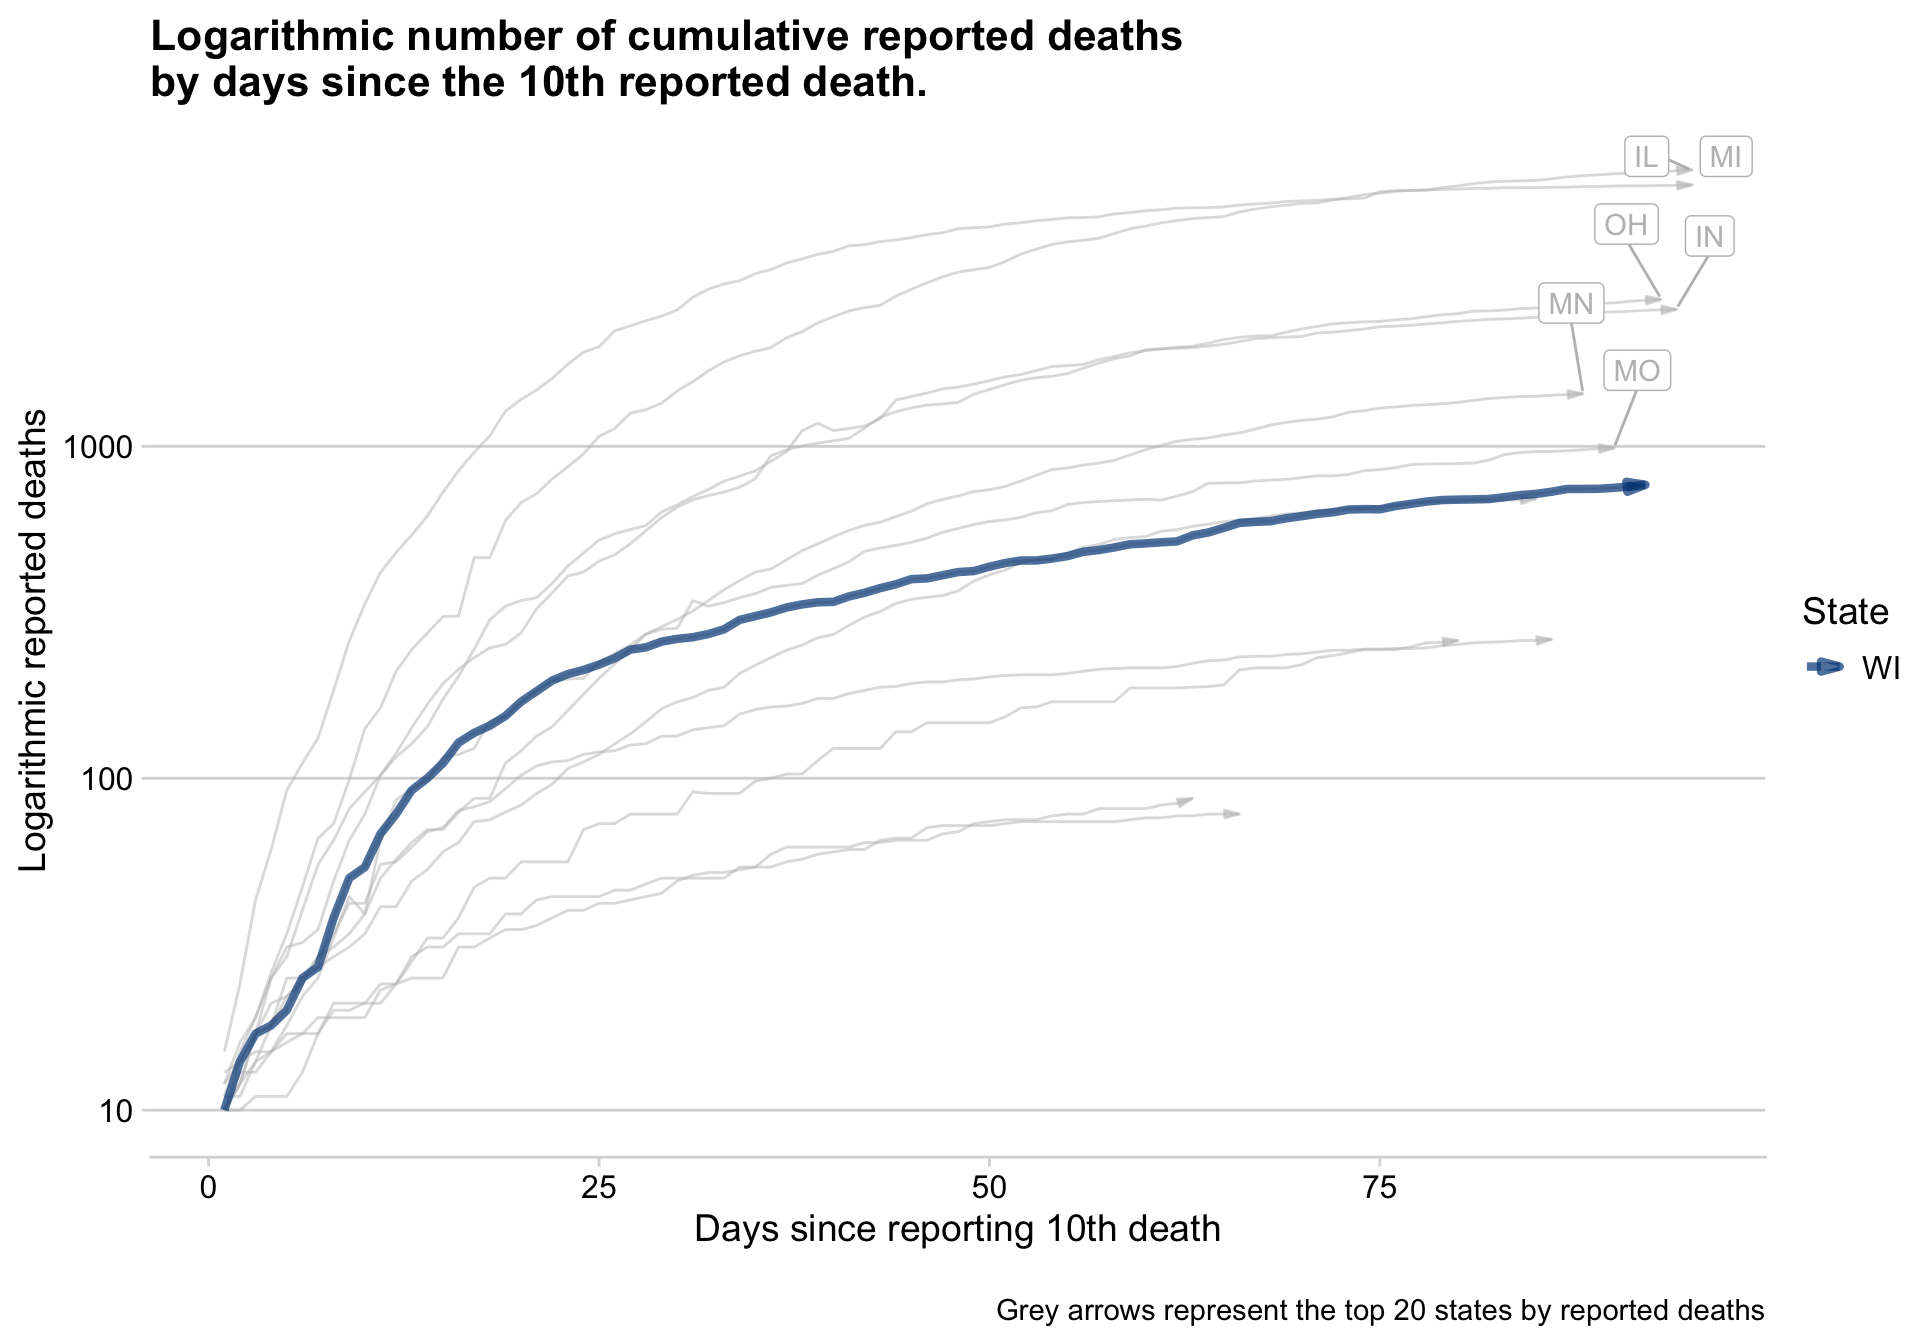 Logarithmic number of cumulative reported deaths
by days since the 10th reported death.
IL
MI
OH
IN
MN
MO
Logarithmic reported deaths
1000
100
10
State
WI
0
25
50
75
Days since reporting 10th death
Grey arrows represent the top 20 states by reported deaths